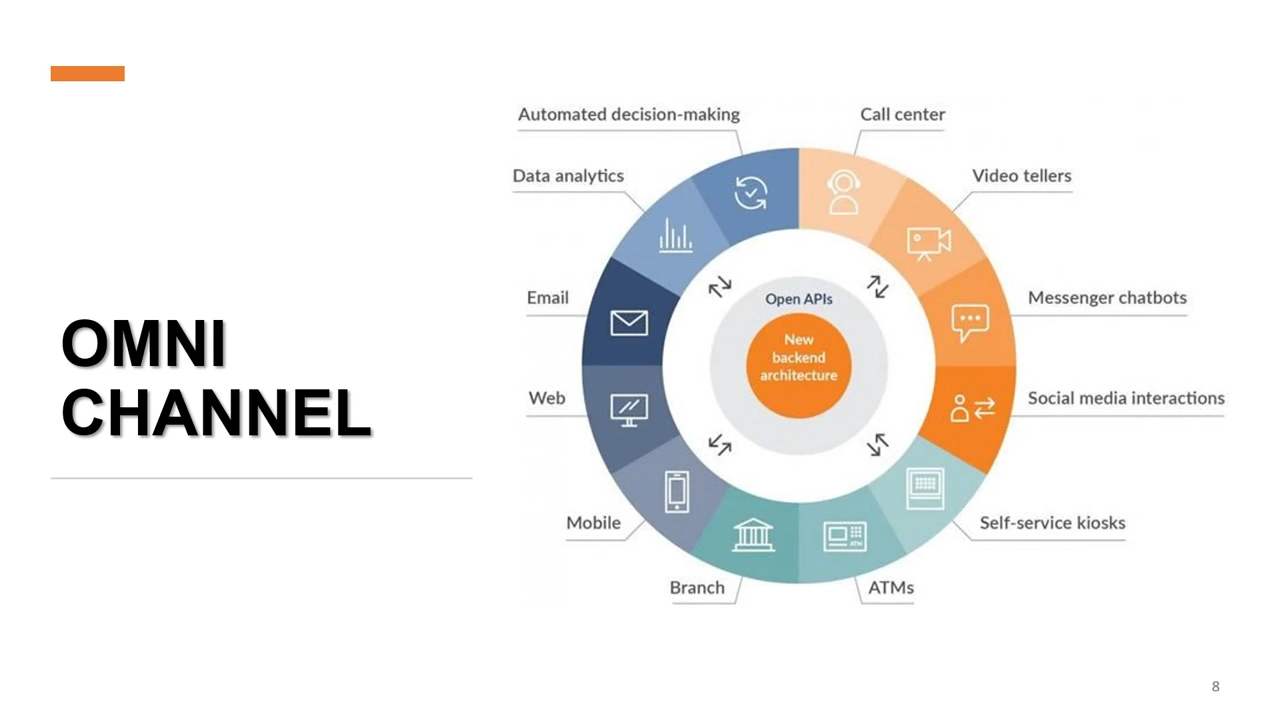 OMNI
CHANNEL
Automated decision-making
Call center
Data analytics
Video tellers
Email
Messenger chatbots
Open APIs
New
backend
architecture
Web
Social media interactions
Mobile
Self-service kiosks
Branch
ATMs
ATM
8